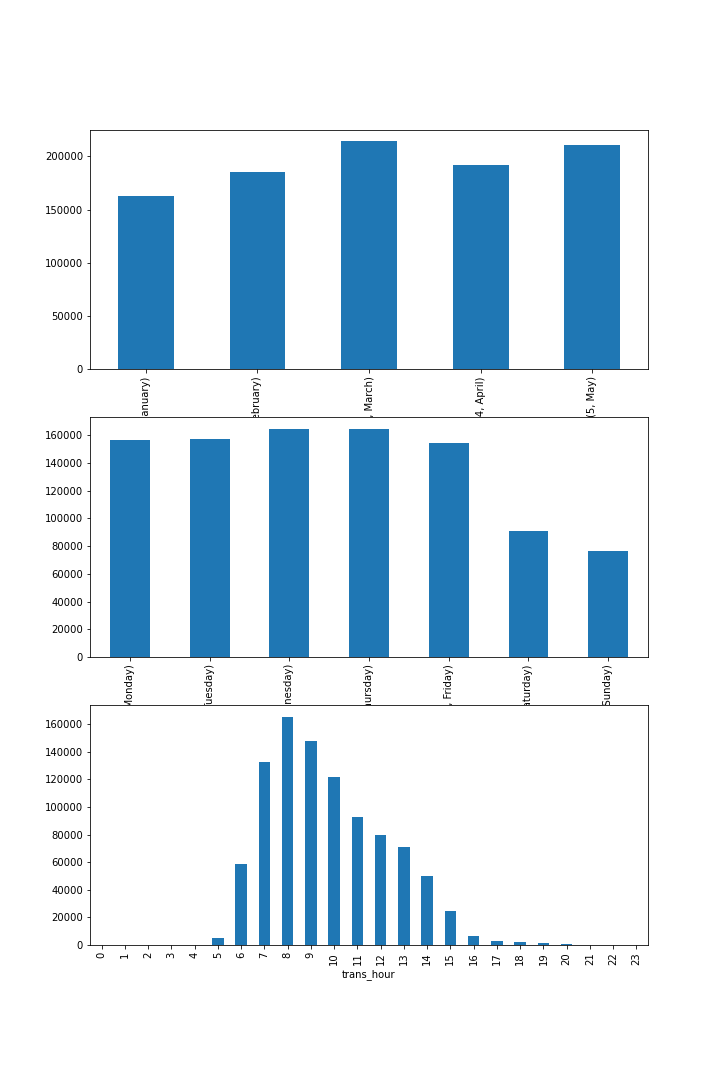 200000
150000
100000
50000
0
anuary)
ebruary)
, March)
4, April)
(5, May)
160000
140000
120000
100000
80000
60000
40000
20000
0
Monday)
Tuesday)
nesday)
ursday)
, Friday)
aturday)
Sunday)
160000
140000
120000
100000
80000
60000
40000
20000
0
0 1 2 3 4 5 6 7 8 9 10 11 12 13 14 15 16 17 18 19 20 21 22 23
trans_hour